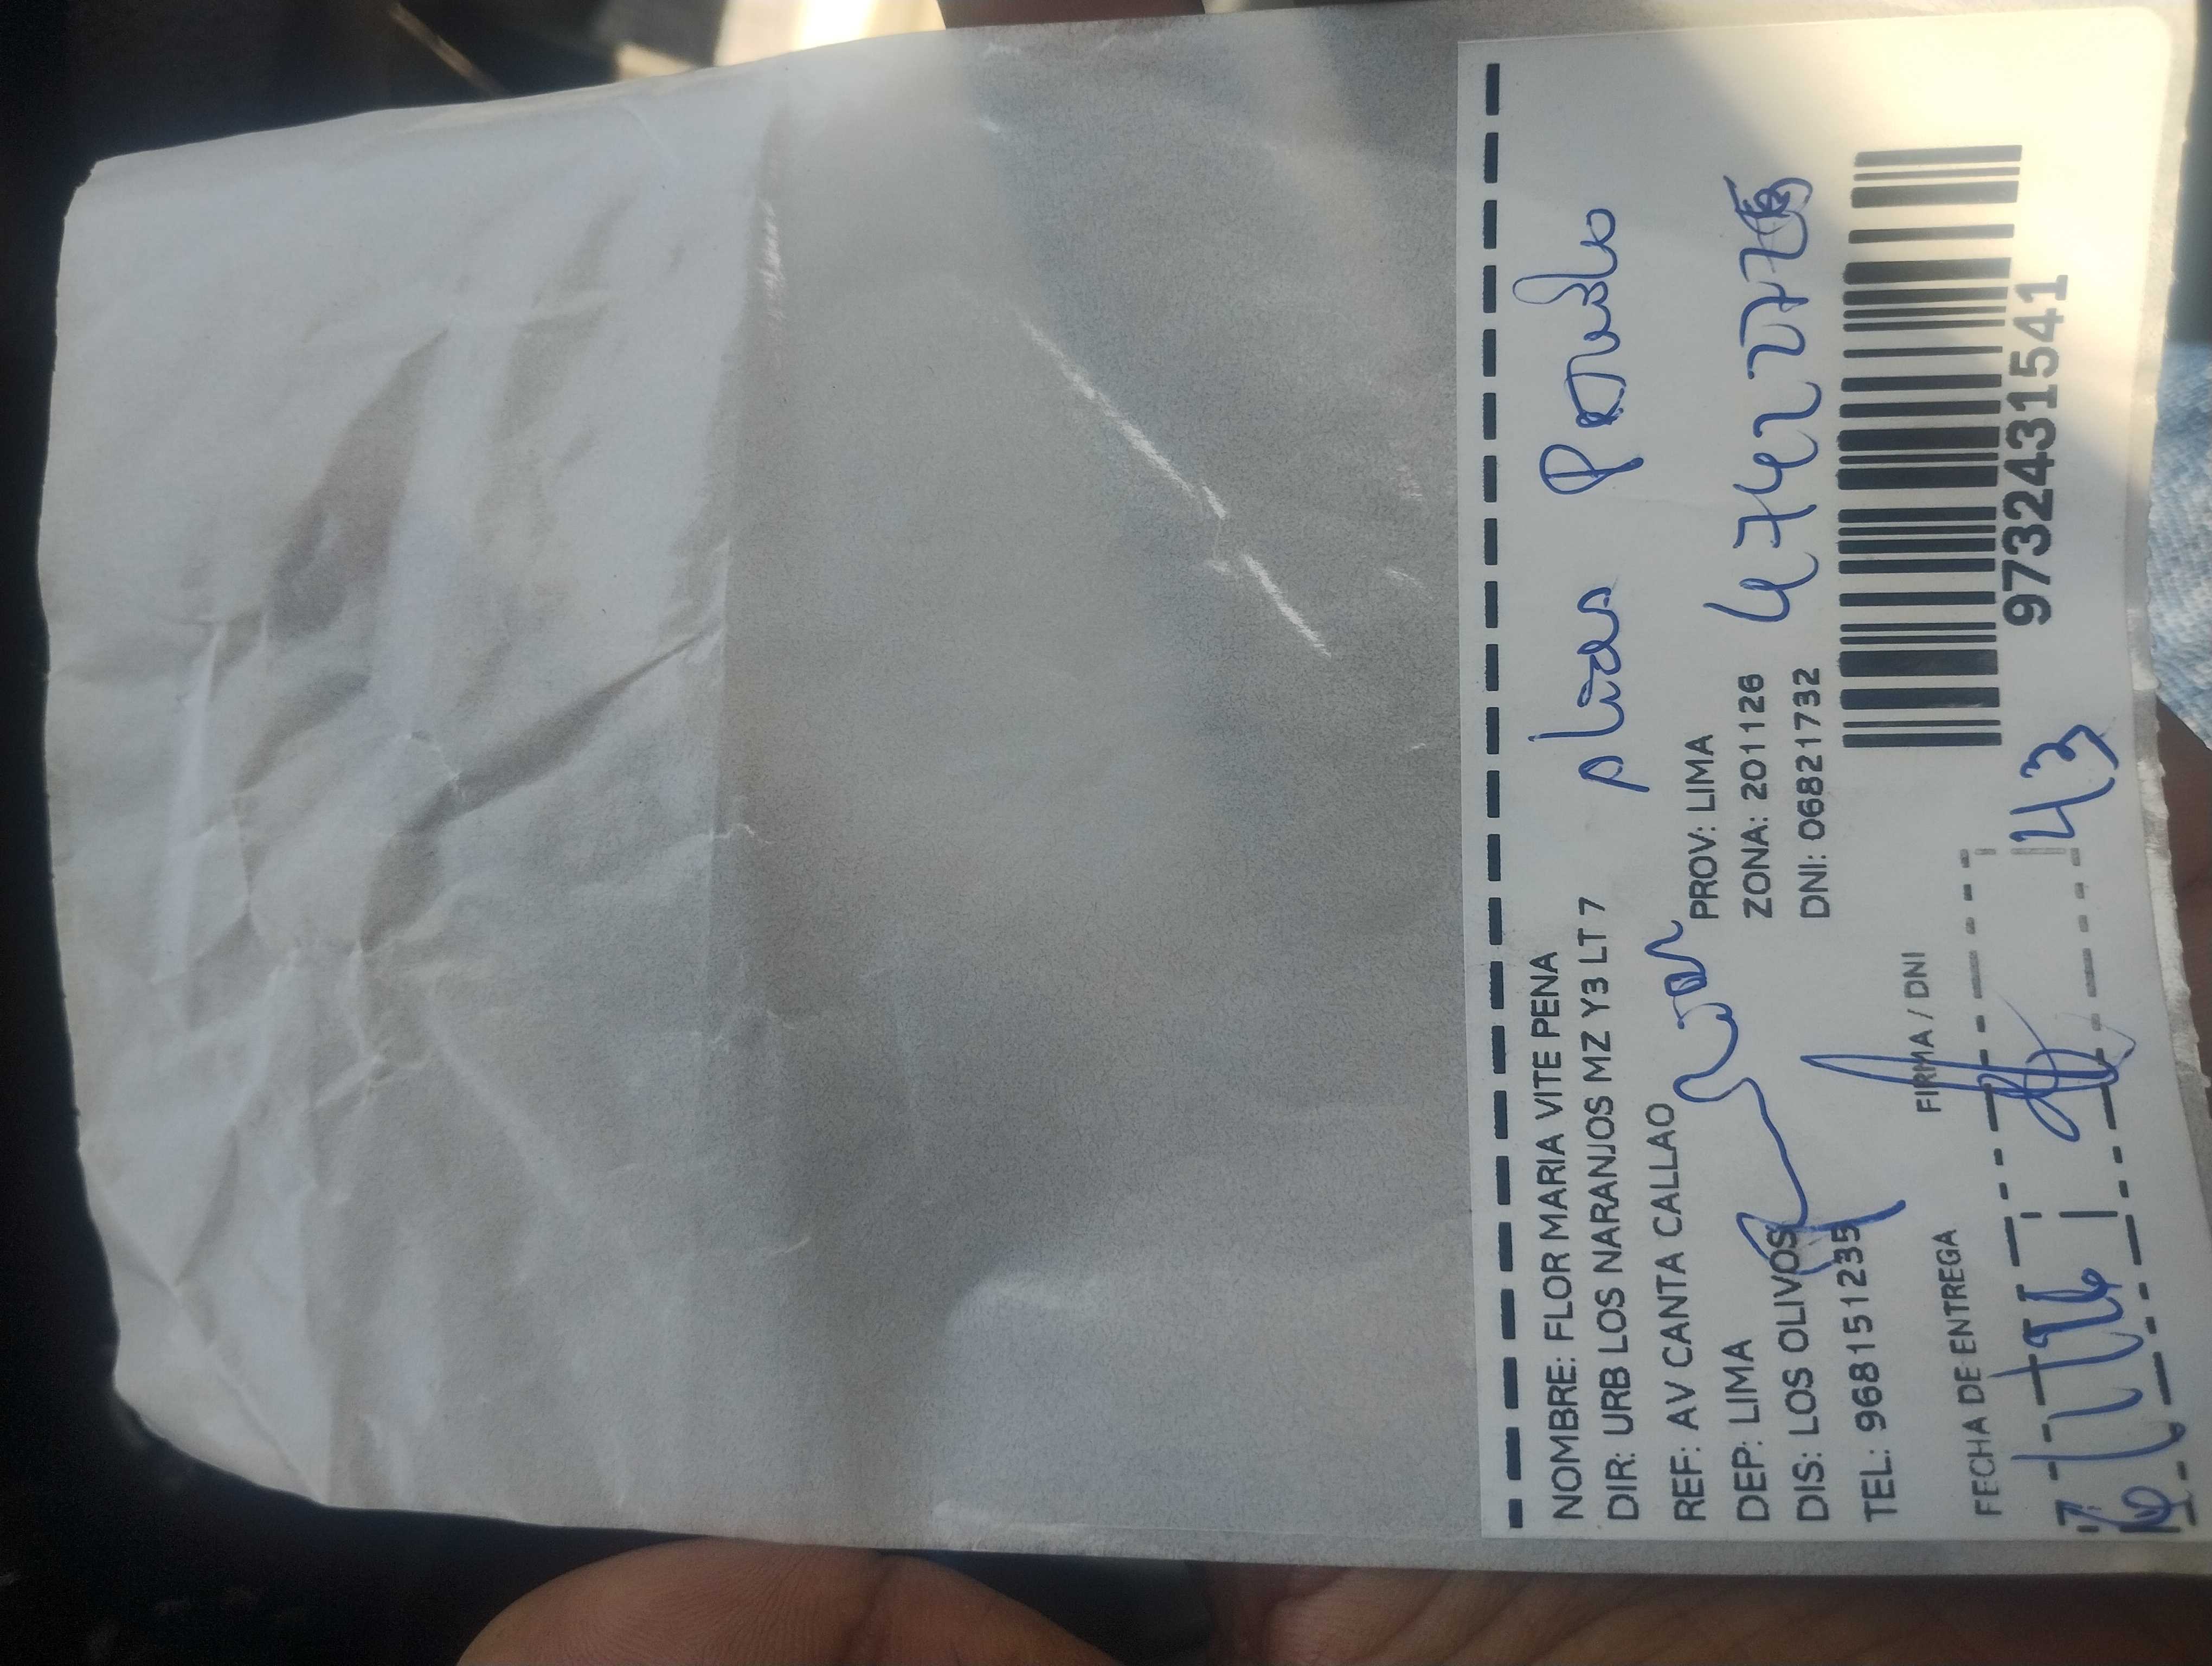 NOMBRE: FLOR MARIA VITE PENA
DIR: URB LOS NARANJOS MZ Y3 LT 7
REF: AV CANTA CALLAO
DEP: LIMA PROV: LIMA
DIS: LOS OLIVOS ZONA: 201126
TEL: 968151235 DNI: 06821732
FECHA DE ENTREGA FIRMA / DNI
143
9732431541